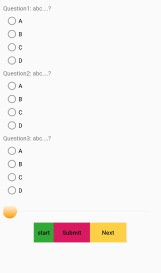 Question1: abc...?
A
B
C
D
Question2: abc...?
A
B
C
D
Question3: abc...?
A
B
C
D
start Submit Next